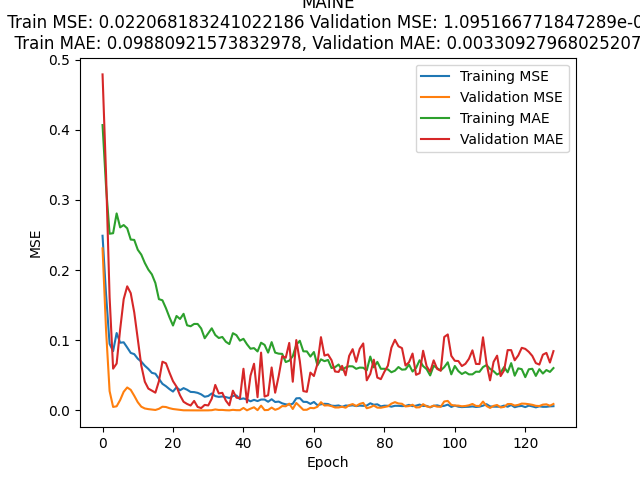 MAINE
Train MSE: 0.022068183241022186 Validation MSE: 1.095166771847289e-0
Train MAE: 0.09880921573832978, Validation MAE: 0.00330927968025207
0.5
Training MSE
Validation MSE
Training MAE
Validation MAE
0.4
0.3
MSE
0.2
0.1
0.0
0 20 40 60 80 100 120
Epoch